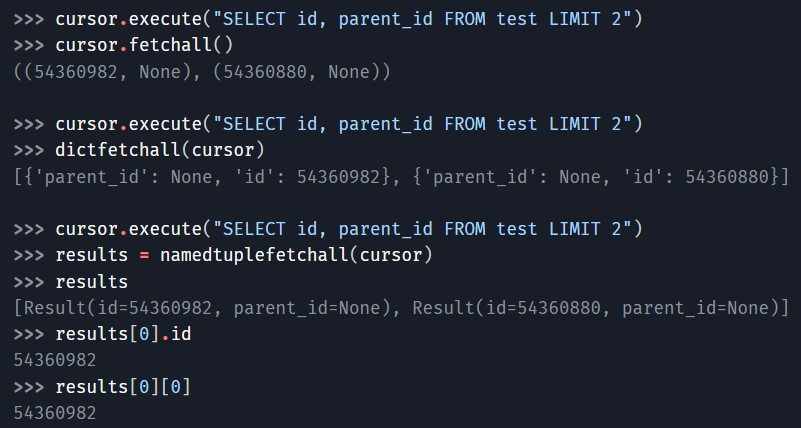 >>> cursor.execute("SELECT id, parent_id FROM test LIMIT 2")
>>> cursor.fetchall()
((54360982, None), (54360880, None))

>>> cursor.execute("SELECT id, parent_id FROM test LIMIT 2")
>>> dictfetchall(cursor)
[{'parent_id': None, 'id': 54360982}, {'parent_id': None, 'id': 54360880}]

>>> cursor.execute("SELECT id, parent_id FROM test LIMIT 2")
>>> results = namedtuplefetchall(cursor)
>>> results
[Result(id=54360982, parent_id=None), Result(id=54360880, parent_id=None)]
>>> results[0].id
54360982
>>> results[0][0]
54360982